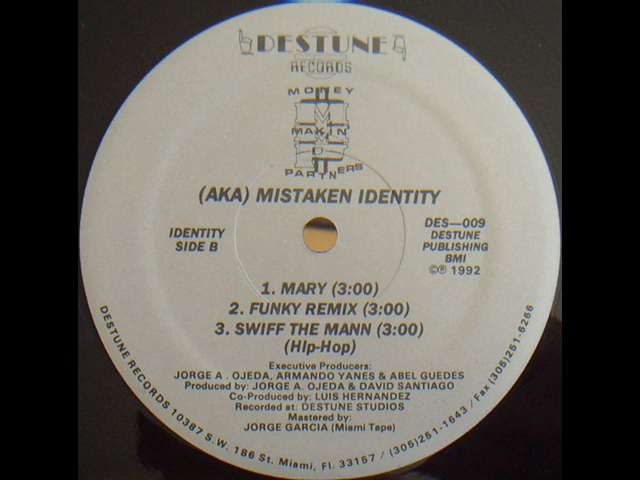 DESTUNE
RECORDS
MONEY
MAKIN'
PARTNERS
(AKA) MISTAKEN IDENTITY
IDENTITY
SIDE B
DES—009
DESTUNE
PUBLISHING
BMI
©℗ 1992
1. MARY (3:00)
2. FUNKY REMIX (3:00)
3. SWIFF THE MANN (3:00)
(Hip-Hop)
Executive Producers:
JORGE A. OJEDA, ARMANDO YANES & ABEL GUEDES
Produced by: JORGE A. OJEDA & DAVID SANTIAGO
Co-Produced by: LUIS HERNANDEZ
Recorded at: DESTUNE STUDIOS
Mastered by:
JORGE GARCIA (Miami Tape)
DESTUNE RECORDS 10387 S.W. 186 St. Miami, Fl. 33157 / (305)251-1643 / Fax (305)251-6266